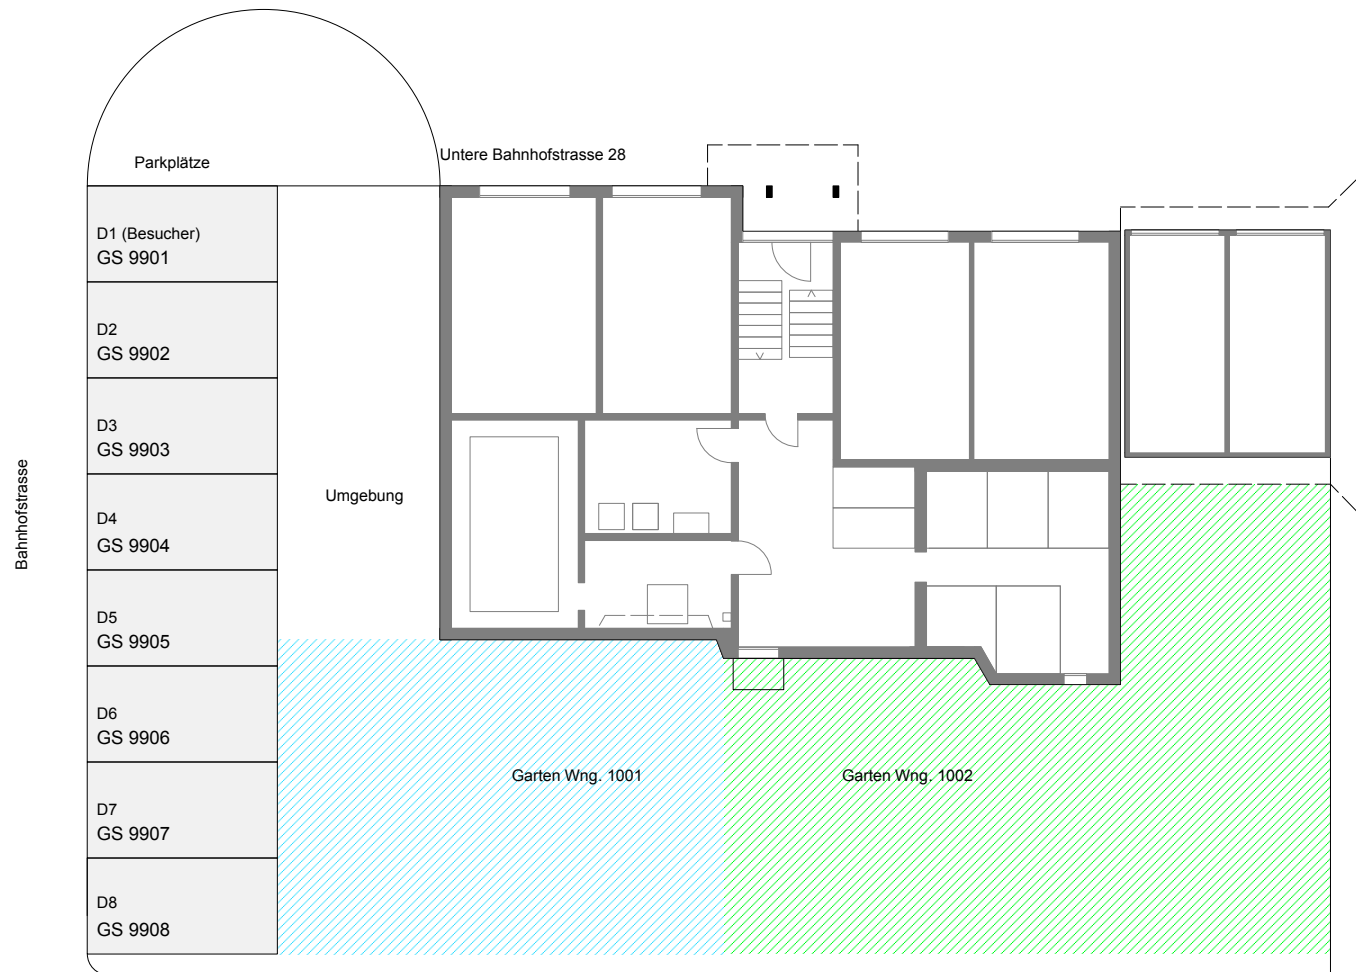 Untere Bahnhofstrasse 28
Parkplätze
D1 (Besucher)
GS 9901
D2
GS 9902
D3
GS 9903
Bahnhofstrasse
Umgebung
D4
GS 9904
D5
GS 9905
D6
GS 9906
Garten Wng. 1001
Garten Wng. 1002
D7
GS 9907
D8
GS 9908